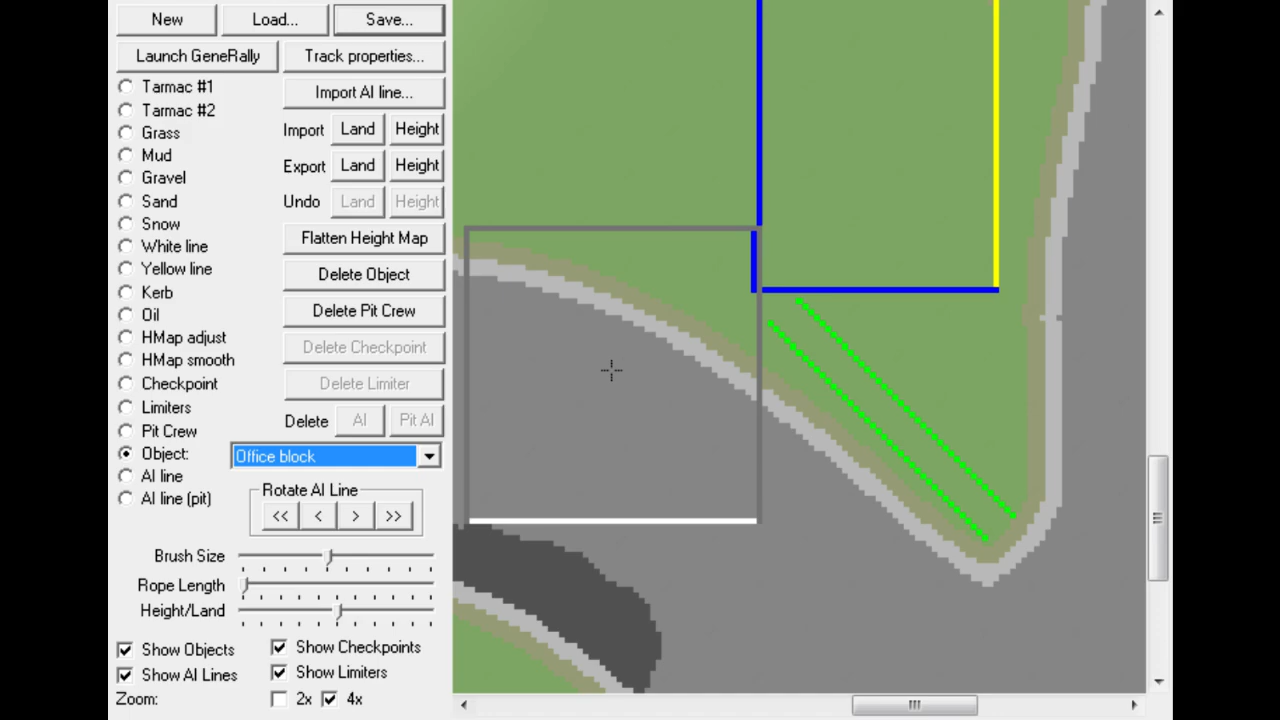 New Load... Save...
Launch GeneRally Track properties...
Tarmac #1 Import AI line...
Tarmac #2
Grass Import Land Height
Mud
Gravel Export Land Height
Sand Undo Land Height
Snow
White line Flatten Height Map
Yellow line Delete Object
Kerb
Oil Delete Pit Crew
HMap adjust Delete Checkpoint
HMap smooth
Checkpoint Delete Limiter
Limiters
Pit Crew Delete AI Pit AI
Object: Office block
AI line
AI line (pit) Rotate AI Line
<< < > >>
Brush Size
Rope Length
Height/Land
Show Objects Show Checkpoints
Show AI Lines Show Limiters
Zoom: 2x 4x